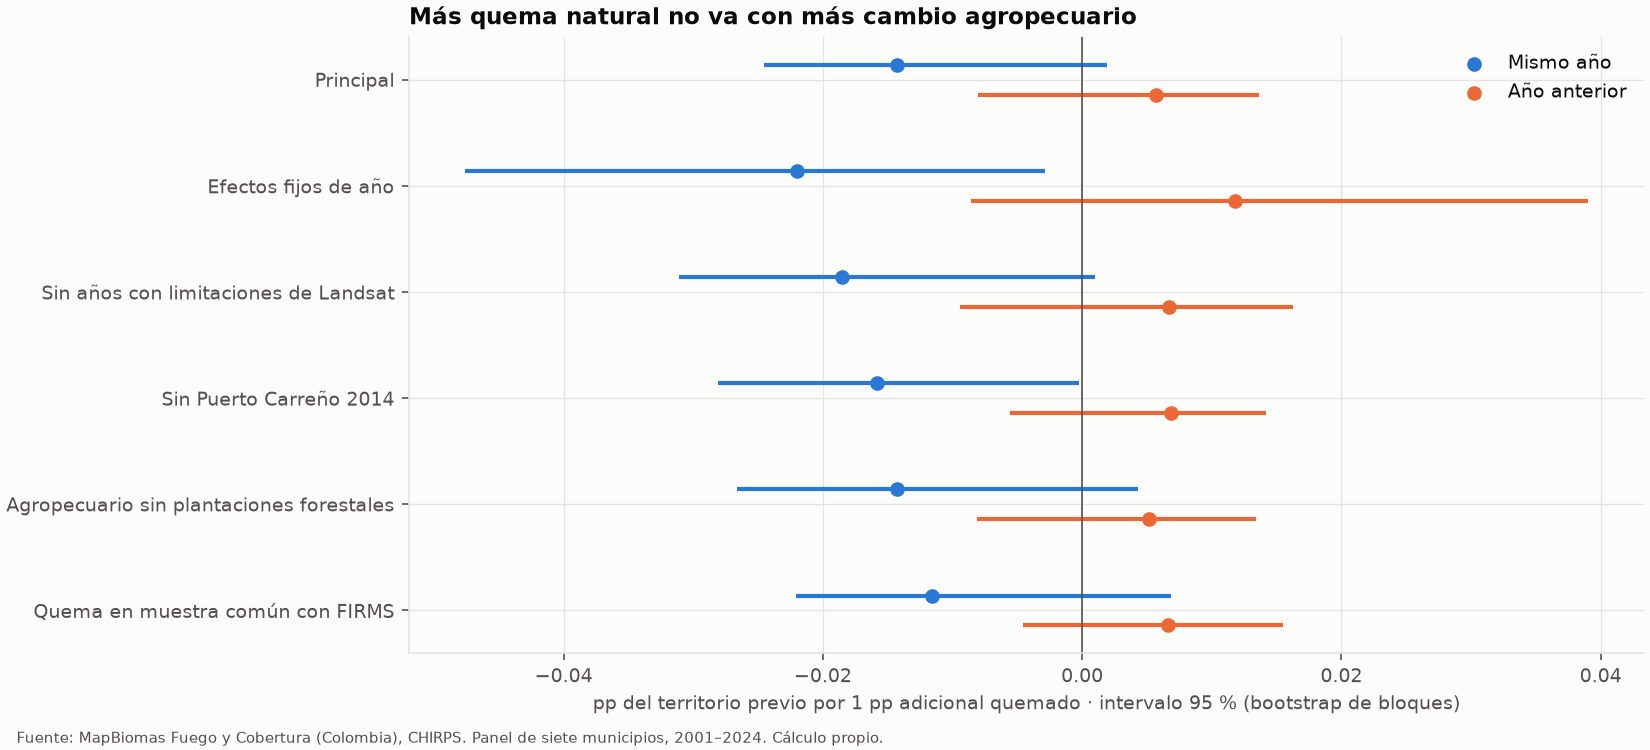 Más quema natural no va con más cambio agropecuario
Mismo año
Año anterior
Principal
Efectos fijos de año
Sin años con limitaciones de Landsat
Sin Puerto Carreño 2014
Agropecuario sin plantaciones forestales
Quema en muestra común con FIRMS
−0.04
−0.02
0.00
0.02
0.04
pp del territorio previo por 1 pp adicional quemado · intervalo 95 % (bootstrap de bloques)
Fuente: MapBiomas Fuego y Cobertura (Colombia), CHIRPS. Panel de siete municipios, 2001–2024. Cálculo propio.